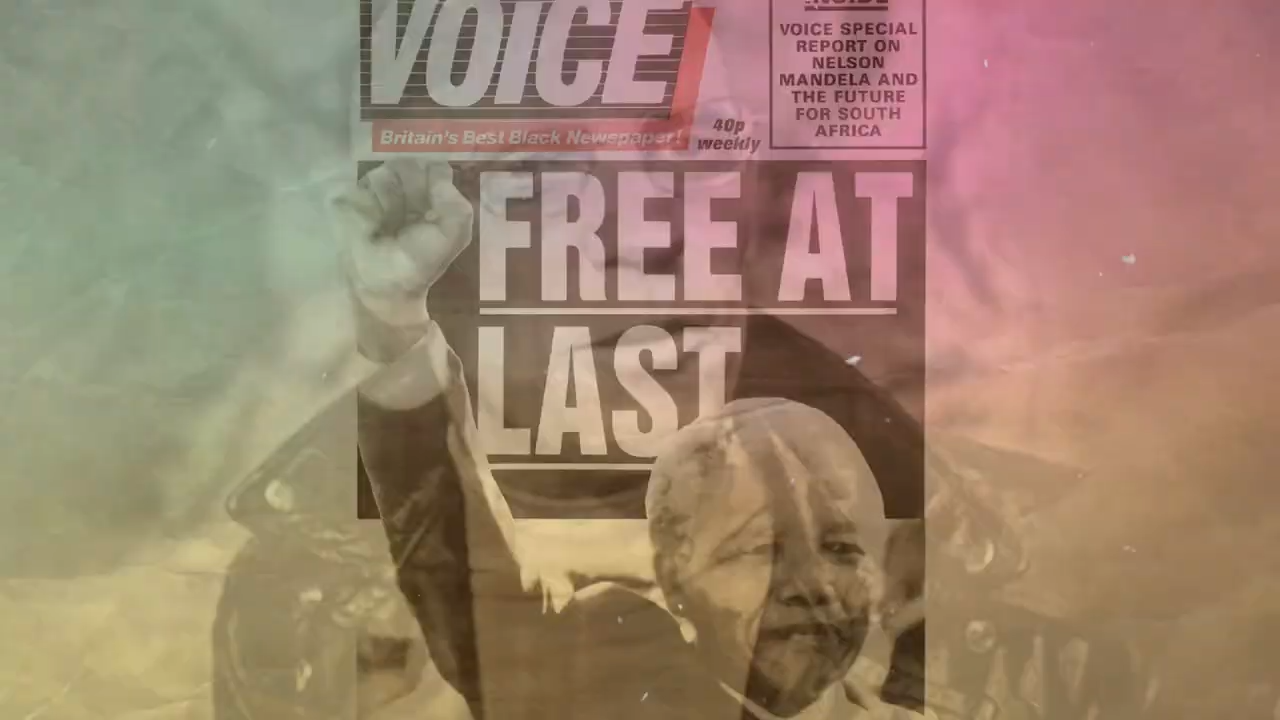 VOICE
INSIDE
VOICE SPECIAL
REPORT ON
NELSON
MANDELA AND
THE FUTURE
FOR SOUTH
AFRICA
Britain's Best Black Newspaper!
40p
weekly
FREE AT
LAST